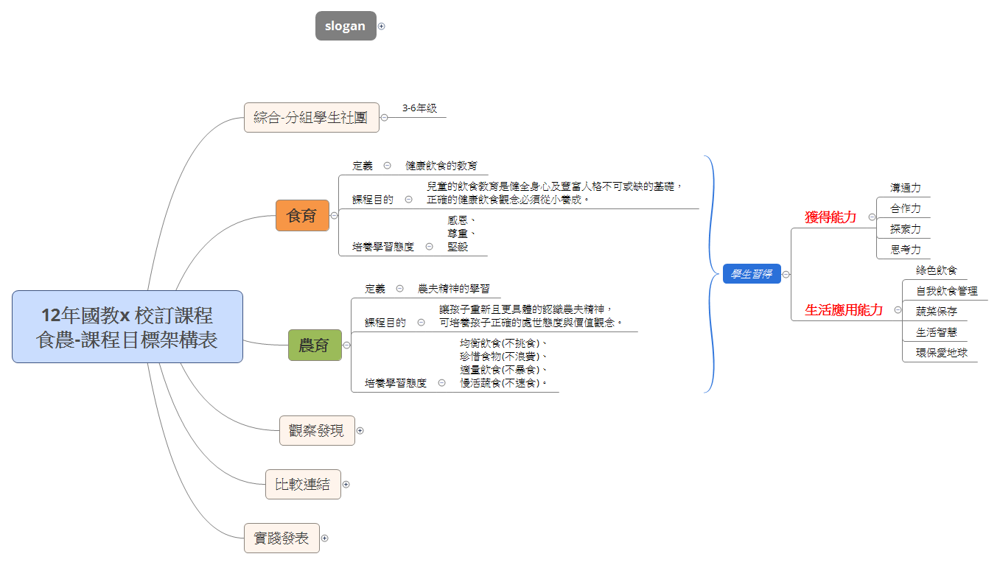 slogan
12年國教x 校訂課程
食農-課程目標架構表
綜合-分組學生社團
3-6年級
食育
定義
健康飲食的教育
課程目的
兒童的飲食教育是健全身心及豐富人格不可或缺的基礎，
正確的健康飲食觀念必須從小養成。
培養學習態度
感恩、
尊重、
堅毅
農育
定義
農夫精神的學習
課程目的
讓孩子重新且更具體的認識農夫精神，
可培養孩子正確的處世態度與價值觀念。
培養學習態度
均衡飲食(不挑食)、
珍惜食物(不浪費)、
適量飲食(不暴食)、
慢活蔬食(不速食)。
觀察發現
比較連結
實踐發表
學生習得
獲得能力
溝通力
合作力
探索力
思考力
生活應用能力
綠色飲食
自我飲食管理
蔬菜保存
生活智慧
環保愛地球